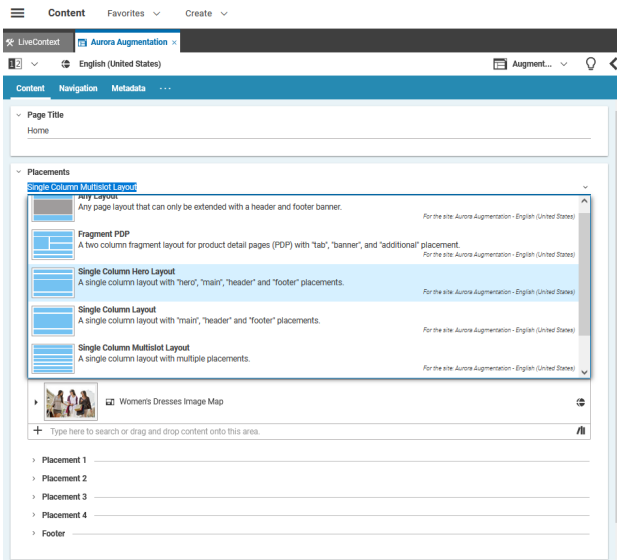 Content Favorites Create
LiveContext Aurora Augmentation ×
12 English (United States) Augment...
Content Navigation Metadata ...
Page Title
Home
Placements
Single Column Multislot Layout
Any Layout
Any page layout that can only be extended with a header and footer banner.
For the site: Aurora Augmentation - English (United States)
Fragment PDP
A two column fragment layout for product detail pages (PDP) with "tab", "banner", and "additional" placement.
For the site: Aurora Augmentation - English (United States)
Single Column Hero Layout
A single column layout with "hero", "main", "header" and "footer" placements.
For the site: Aurora Augmentation - English (United States)
Single Column Layout
A single column layout with "main", "header" and "footer" placements.
For the site: Aurora Augmentation - English (United States)
Single Column Multislot Layout
A single column layout with multiple placements.
For the site: Aurora Augmentation - English (United States)
Women's Dresses Image Map
Type here to search or drag and drop content onto this area.
Placement 1
Placement 2
Placement 3
Placement 4
Footer